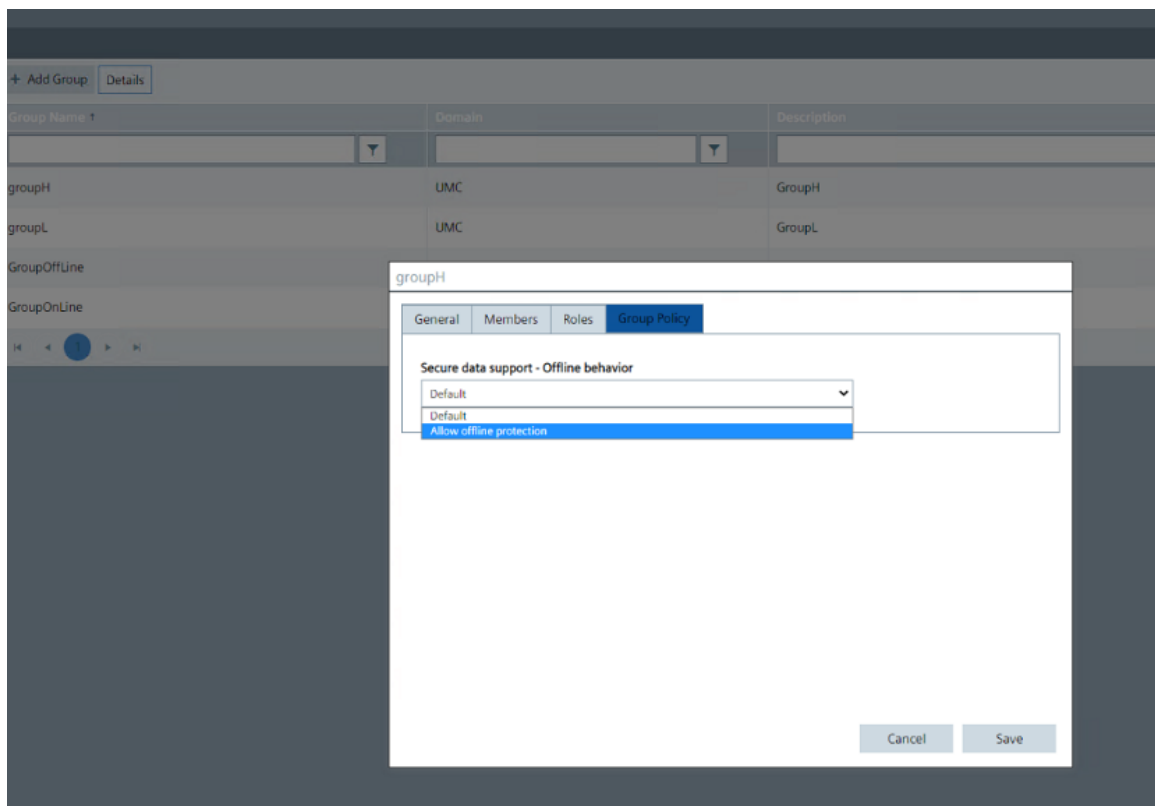 + Add Group Details
Group Name ↑ Domain Description
groupH UMC GroupH
groupL UMC GroupL
GroupOffLine
GroupOnLine
1
groupH
General Members Roles Group Policy
Secure data support - Offline behavior
Default
Default
Allow offline protection
Cancel Save